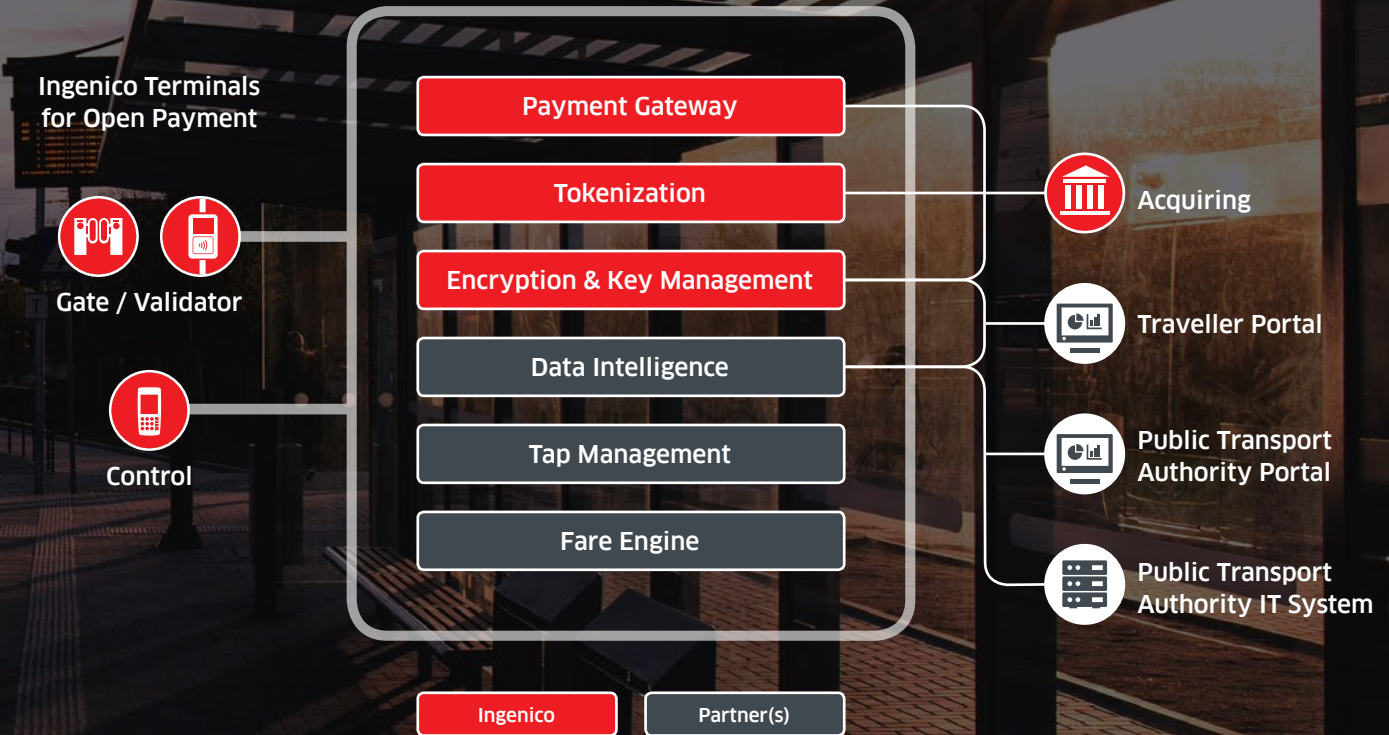 Ingenico Terminals
for Open Payment
Gate / Validator
Control
Payment Gateway
Tokenization
Encryption & Key Management
Data Intelligence
Tap Management
Fare Engine
Acquiring
Traveller Portal
Public Transport
Authority Portal
Public Transport
Authority IT System
Ingenico
Partner(s)